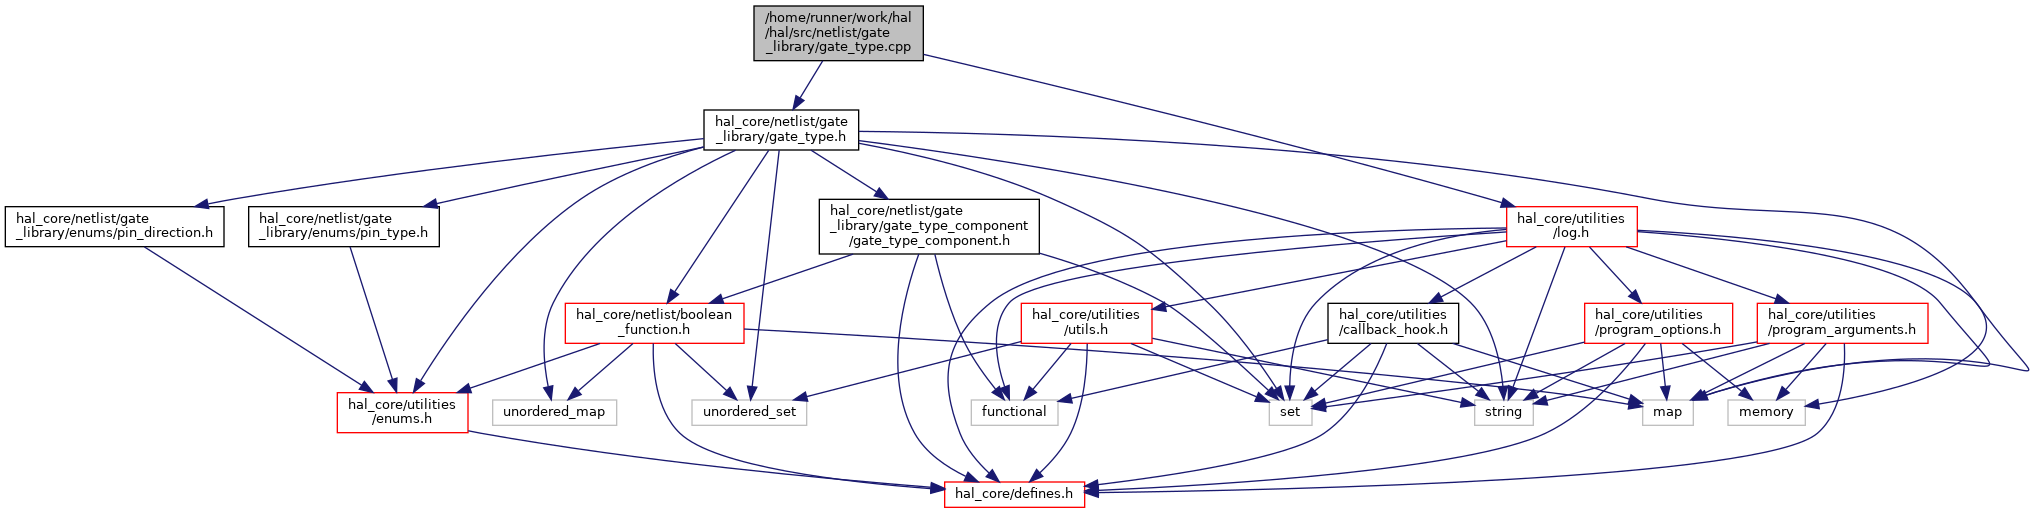 /home/runner/work/hal
/hal/src/netlist/gate
_library/gate_type.cpp
hal_core/netlist/gate
_library/gate_type.h
hal_core/netlist/gate
_library/enums/pin_direction.h
hal_core/netlist/gate
_library/enums/pin_type.h
hal_core/netlist/gate
_library/gate_type_component
/gate_type_component.h
hal_core/utilities
/log.h
hal_core/netlist/boolean
_function.h
hal_core/utilities
/utils.h
hal_core/utilities
/callback_hook.h
hal_core/utilities
/program_options.h
hal_core/utilities
/program_arguments.h
hal_core/utilities
/enums.h
unordered_map
unordered_set
functional
set
string
map
memory
hal_core/defines.h